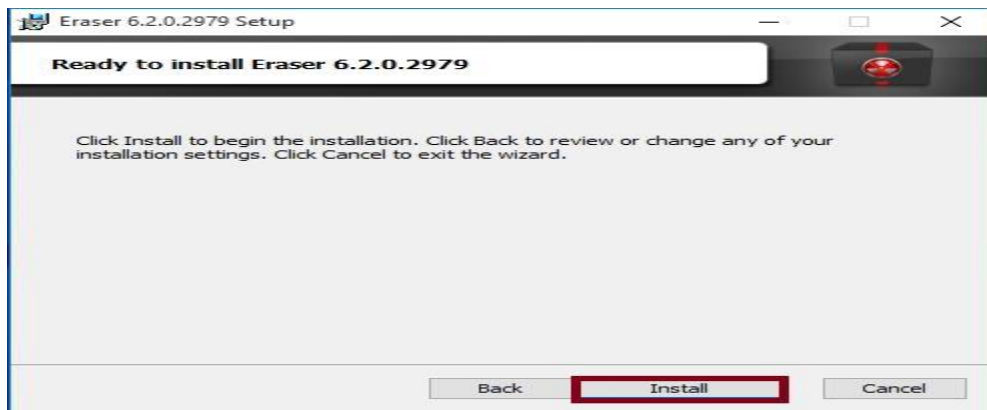 Eraser 6.2.0.2979 Setup
Ready to install Eraser 6.2.0.2979
Click Install to begin the installation. Click Back to review or change any of your
installation settings. Click Cancel to exit the wizard.
Back Install Cancel